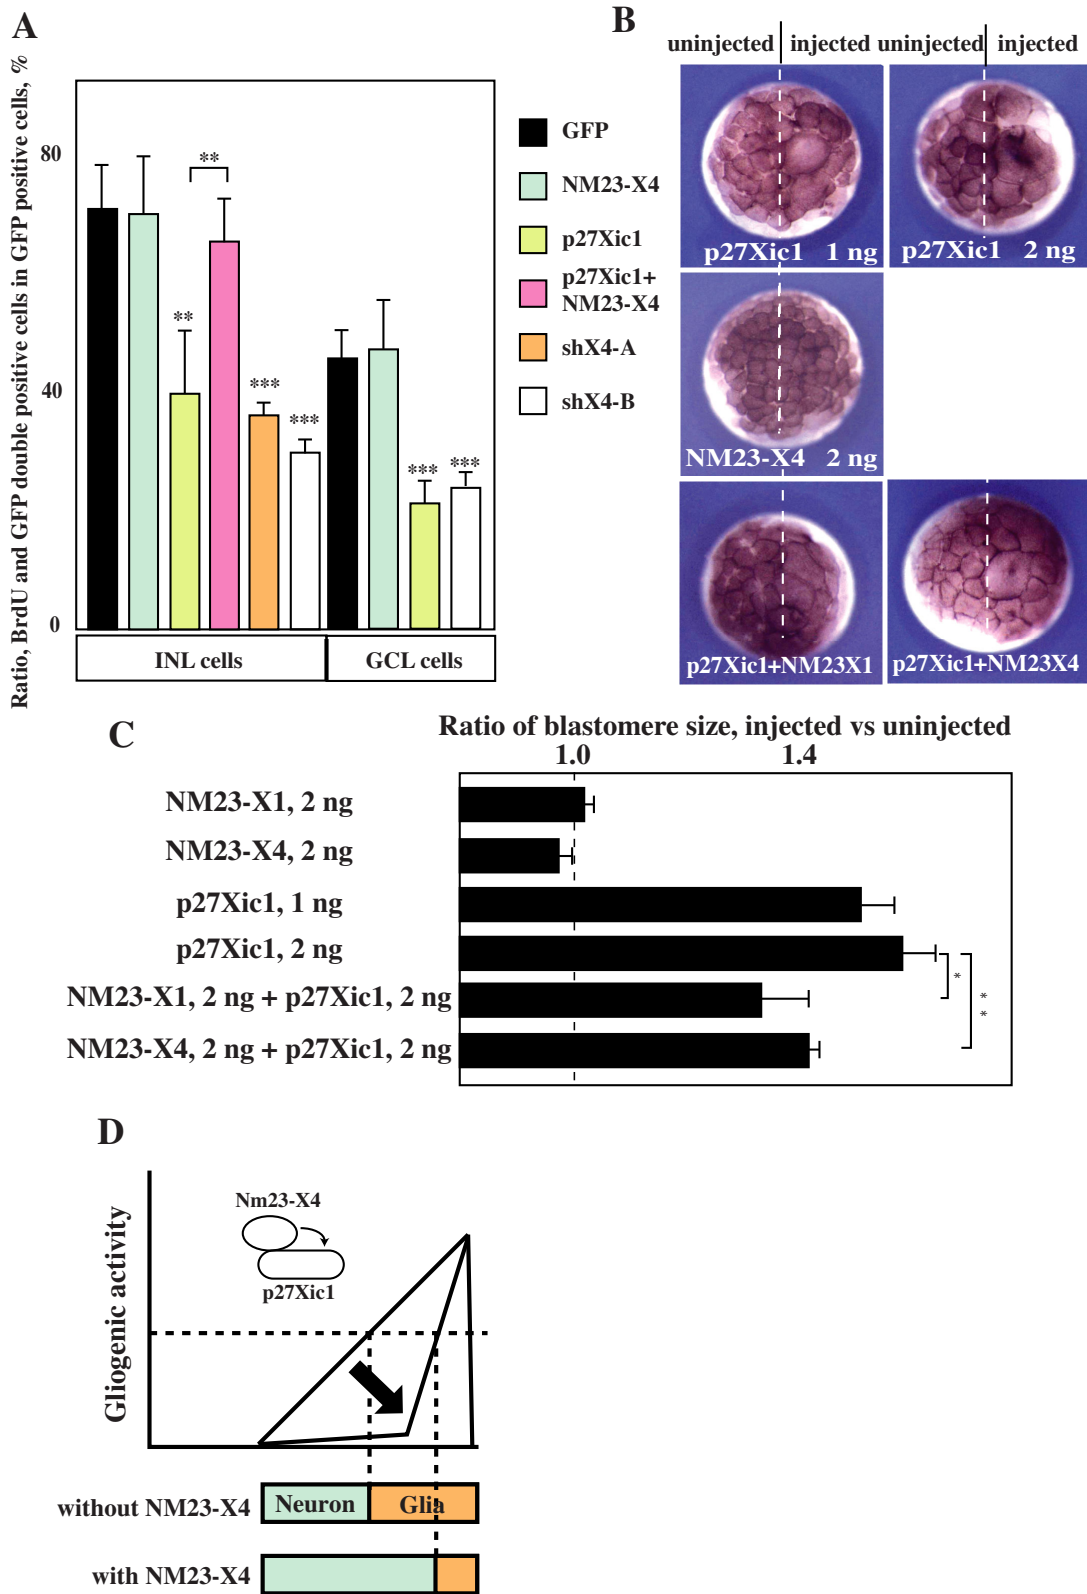 A
Ratio, BrdU and GFP double positive cells in GFP positive cells, %
80
40
0
**
**
***
***
***
***
INL cells
GCL cells
GFP
NM23-X4
p27Xic1
p27Xic1+
NM23-X4
shX4-A
shX4-B
B
uninjected injected uninjected injected
p27Xic1 1 ng
p27Xic1 2 ng
NM23-X4 2 ng
p27Xic1+NM23X1
p27Xic1+NM23X4
C
Ratio of blastomere size, injected vs uninjected
1.0 1.4
NM23-X1, 2 ng
NM23-X4, 2 ng
p27Xic1, 1 ng
p27Xic1, 2 ng
NM23-X1, 2 ng + p27Xic1, 2 ng
NM23-X4, 2 ng + p27Xic1, 2 ng
*
**
D
Gliogenic activity
Nm23-X4
p27Xic1
without NM23-X4
Neuron Glia
with NM23-X4